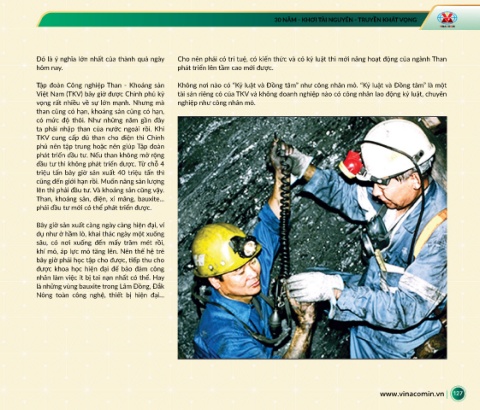 30 NĂM - KHƠI TÀI NGUYÊN - TRUYỀN KHÁT VỌNG
Đó là ý nghĩa lớn nhất của thành quả ngày
hôm nay.
Tập đoàn Công nghiệp Than - Khoáng sản
Việt Nam (TKV) bây giờ được Chính phủ kỳ
vọng rất nhiều về sự lớn mạnh. Nhưng mà
than cũng có hạn, khoáng sản cũng có hạn,
có mức độ thôi. Như những năm gần đây
ta phải nhập than của nước ngoài rồi. Khi
TKV cung cấp đủ than cho điện thì Chính
phủ nên tập trung hoặc nên giúp Tập đoàn
phát triển đầu tư. Nếu than không mở rộng
đầu tư thì không phát triển được. Từ chỗ 4
triệu tấn bây giờ sản xuất 40 triệu tấn thì
cũng đến giới hạn rồi. Muốn nâng sản lượng
lên thì phải đầu tư. Và khoáng sản cũng vậy.
Than, khoáng sản, điện, xi măng, bauxite...
phải đầu tư mới có thể phát triển được.
Bây giờ sản xuất càng ngày càng hiện đại, ví
dụ như ở hầm lò, khai thác ngày một xuống
sâu, có nơi xuống đến mấy trăm mét rồi,
khí mỏ, áp lực mỏ tăng lên. Nên thế hệ trẻ
bây giờ phải học tập cho được, tiếp thu cho
được khoa học hiện đại để bảo đảm công
nhân làm việc ít bị tai nạn nhất có thể. Hay
là những vùng bauxite trong Lâm Đồng, Đắk
Nông toàn công nghệ, thiết bị hiện đại...
Cho nên phải có trí tuệ, có kiến thức và có kỷ luật thì mới nâng hoạt động của ngành Than
phát triển lên tầm cao mới được.
Không nơi nào có “Kỷ luật và Đồng tâm” như công nhân mỏ. “Kỷ luật và Đồng tâm” là một
tài sản riêng có của TKV và không doanh nghiệp nào có công nhân lao động kỷ luật, chuyên
nghiệp như công nhân mỏ.
www.vinacomin.vn
127